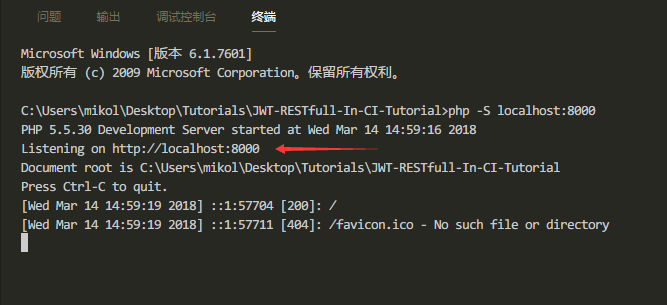 问题 输出 调试控制台 终端
Microsoft Windows [版本 6.1.7601]
版权所有 (c) 2009 Microsoft Corporation。保留所有权利。
C:\Users\mikol\Desktop\Tutorials\JWT-RESTfull-In-CI-Tutorial>php -S localhost:8000
PHP 5.5.30 Development Server started at Wed Mar 14 14:59:16 2018
Listening on http://localhost:8000
Document root is C:\Users\mikol\Desktop\Tutorials\JWT-RESTfull-In-CI-Tutorial
Press Ctrl-C to quit.
[Wed Mar 14 14:59:19 2018] ::1:57704 [200]: /
[Wed Mar 14 14:59:19 2018] ::1:57711 [404]: /favicon.ico - No such file or directory